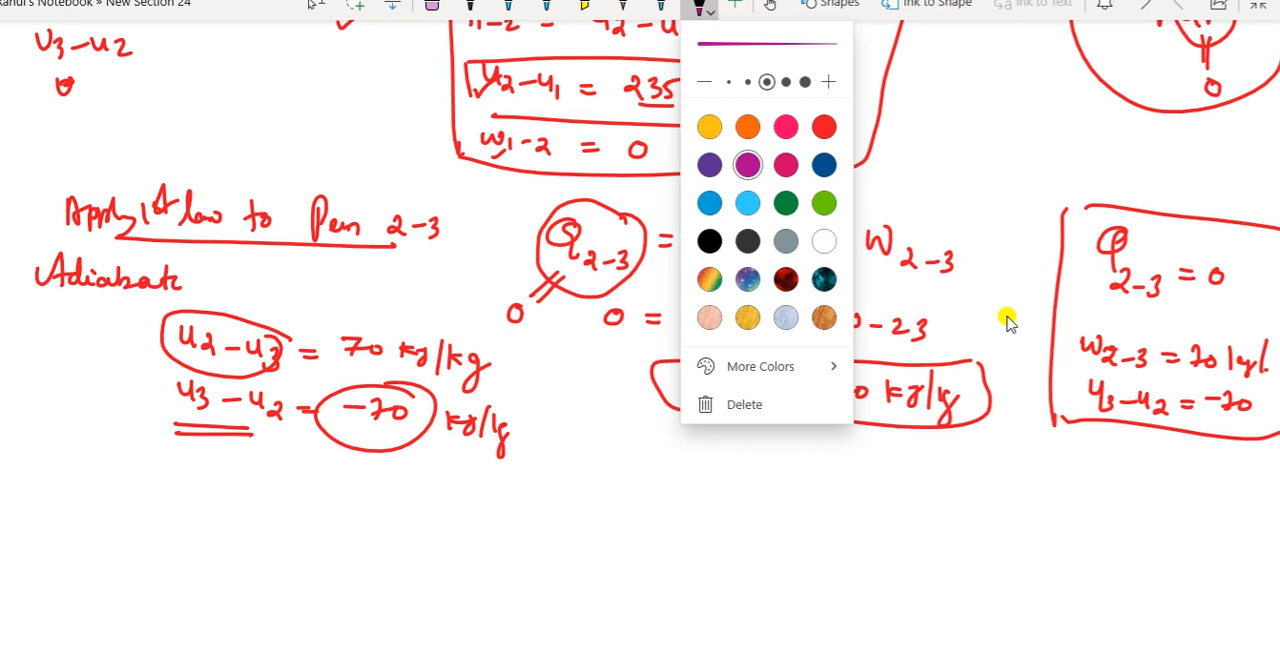 Rahul's Notebook » New Section 24
Shapes
Ink to Shape
Ink to Text
U3-U2
0
U2-U1 = 235
W1-2 = 0
0
Apply 1st law to 2-3
Q2-3 = W2-3
Adiabatc
0
0 =
0-23
U2-U3 = 70 kJ/kg
U3-U2 = -70 kJ/kg
0 kJ/kg
Q2-3 = 0
W2-3 = 70
U3-U2 = -70
More Colors
Delete